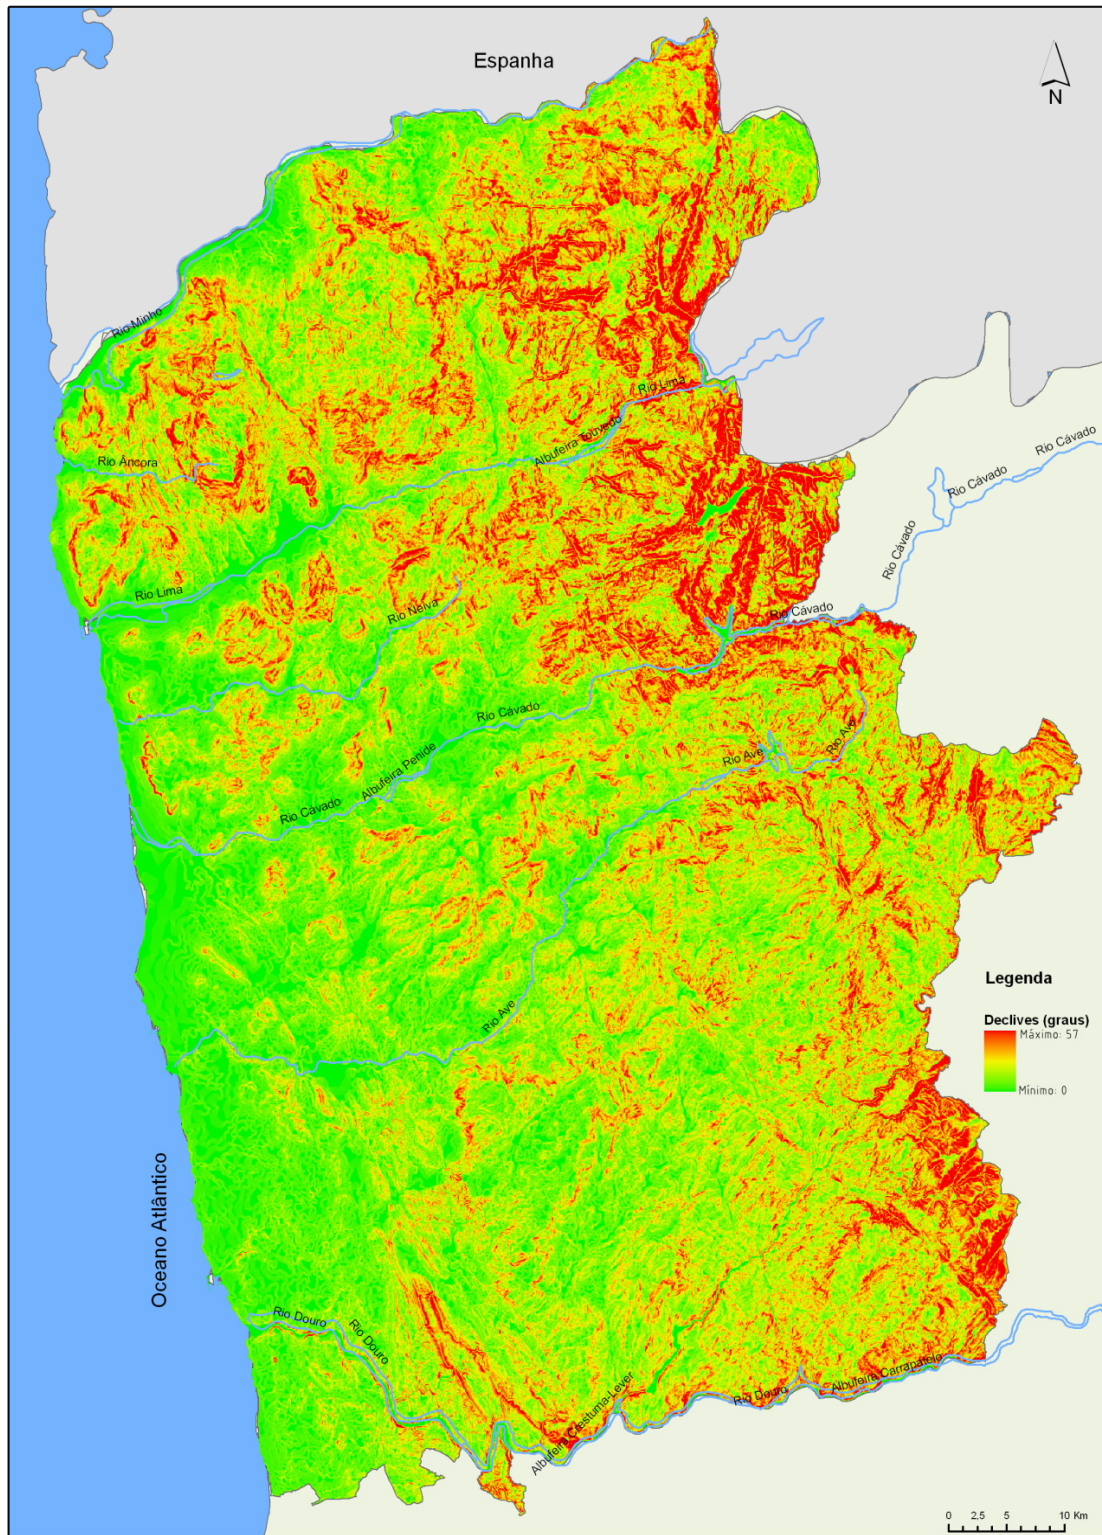 Espanha
N
Rio Minho
Rio Lima
Albufeira Touvedo
Rio Âncora
Rio Cávado
Rio Cávado
Rio Cávado
Rio Lima
Rio Neiva
Rio Cávado
Rio Cávado
Albufeira Penide
Rio Ave
Rio Ave
Rio Cávado
Rio Ave
Legenda
Declives (graus)
Máximo: 57
Mínimo: 0
Oceano Atlântico
Rio Douro
Rio Douro
Albufeira Crestuma-Lever
Rio Douro
Albufeira Carrapatelo
0 2,5 5 10 Km